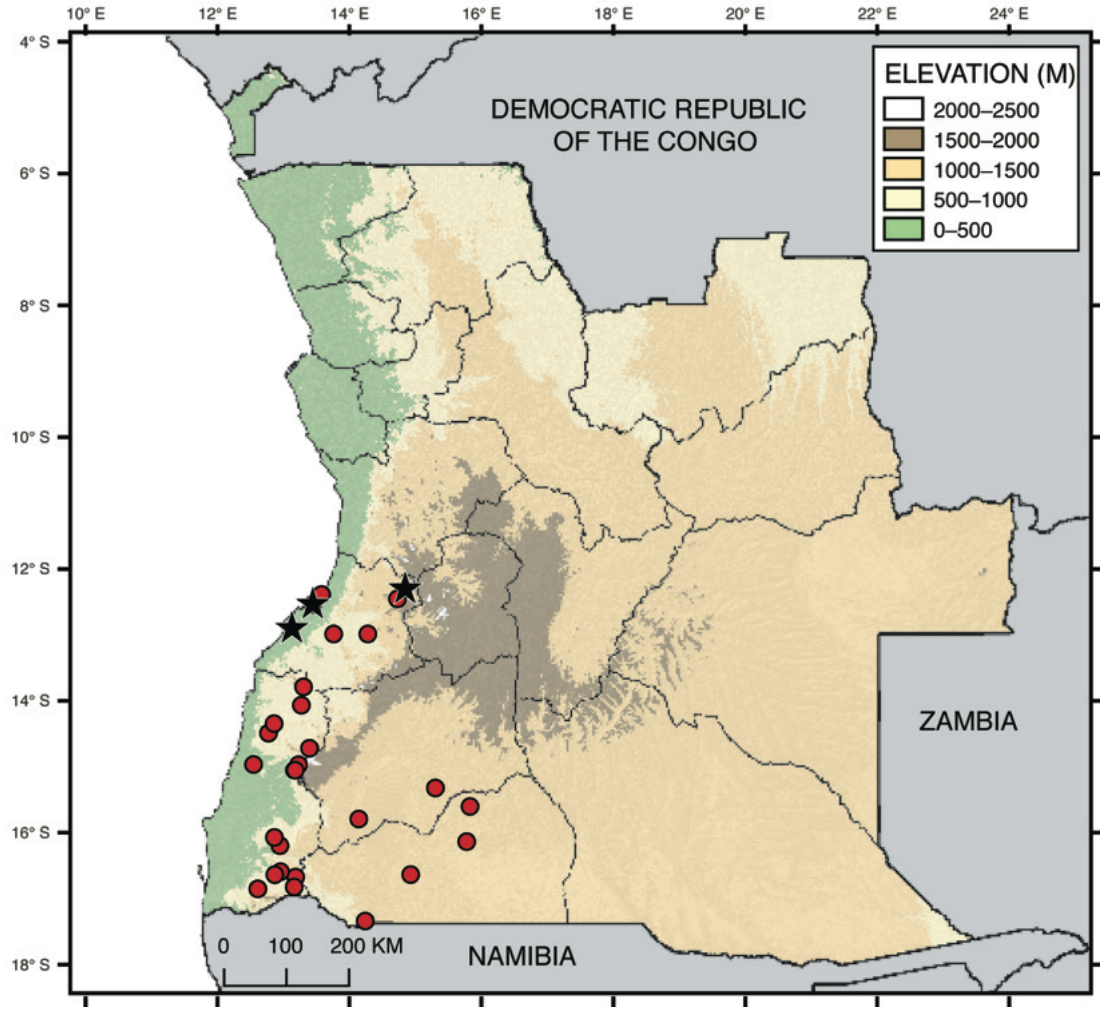 10° E 12° E 14° E 16° E 18° E 20° E 22° E 24° E
4° S
6° S
8° S
10° S
12° S
14° S
16° S
18° S
ELEVATION (M)
2000–2500
1500–2000
1000–1500
500–1000
0–500
DEMOCRATIC REPUBLIC
OF THE CONGO
ZAMBIA
NAMIBIA
0 100 200 KM